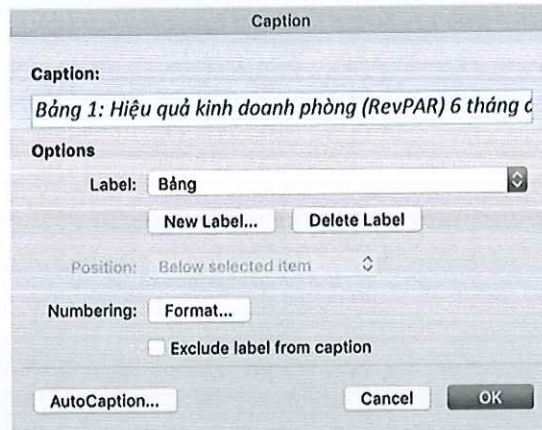 Caption
Caption:
Bảng 1: Hiệu quả kinh doanh phòng (RevPAR) 6 tháng
Options
Label: Bảng
New Label... Delete Label
Position: Below selected item
Numbering: Format...
Exclude label from caption
AutoCaption... Cancel OK